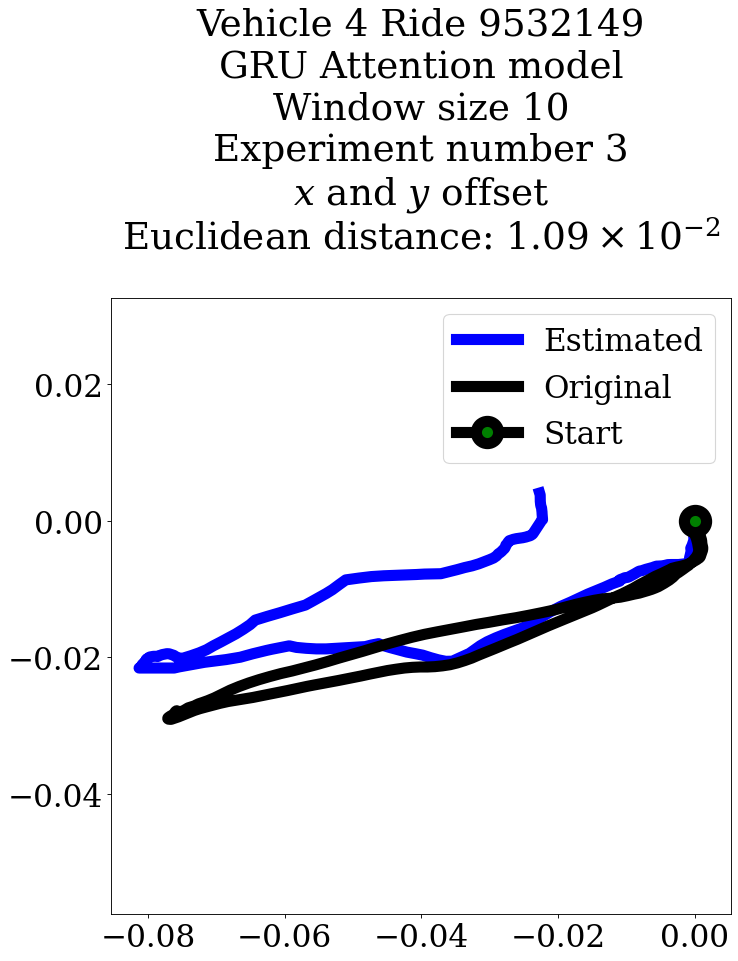 Vehicle 4 Ride 9532149
GRU Attention model
Window size 10
Experiment number 3
x and y offset
Euclidean distance: 1.09 × 10⁻²
Estimated
Original
Start
0.02
0.00
−0.02
−0.04
−0.08 −0.06 −0.04 −0.02 0.00